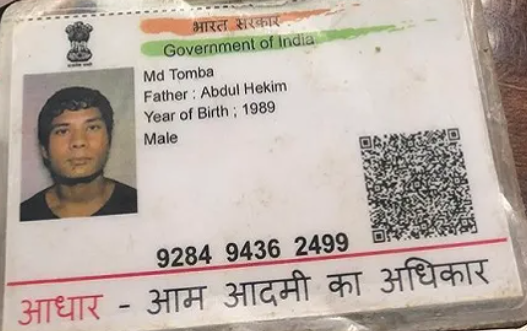 भारत सरकार
Government of India
Md Tomba
Father : Abdul Hekim
Year of Birth ; 1989
Male
9284 9436 2499
आधार - आम आदमी का अधिकार